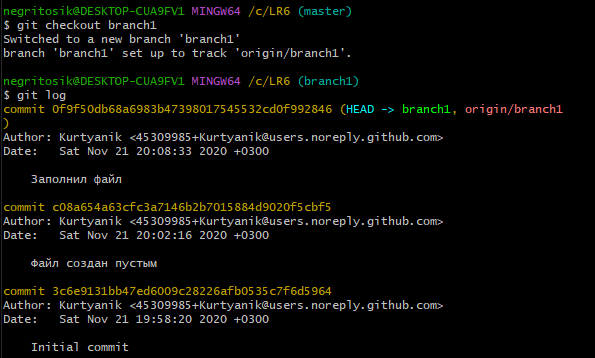 negritosik@DESKTOP-CUA9FV1 MINGW64 /c/LR6 (master)
$ git checkout branch1
Switched to a new branch 'branch1'
branch 'branch1' set up to track 'origin/branch1'.
negritosik@DESKTOP-CUA9FV1 MINGW64 /c/LR6 (branch1)
$ git log
commit 0f9f50db68a6983b47398017545532cd0f992846 (HEAD -> branch1, origin/branch1
)
Author: Kurtyanik <45309985+Kurtyanik@users.noreply.github.com>
Date:   Sat Nov 21 20:08:33 2020 +0300
Заполнил файл
commit c08a654a63cfc3a7146b2b7015884d9020f5cbf5
Author: Kurtyanik <45309985+Kurtyanik@users.noreply.github.com>
Date:   Sat Nov 21 20:02:16 2020 +0300
Файл создан пустым
commit 3c6e9131bb47ed6009c28226afb0535c7f6d5964
Author: Kurtyanik <45309985+Kurtyanik@users.noreply.github.com>
Date:   Sat Nov 21 19:58:20 2020 +0300
Initial commit